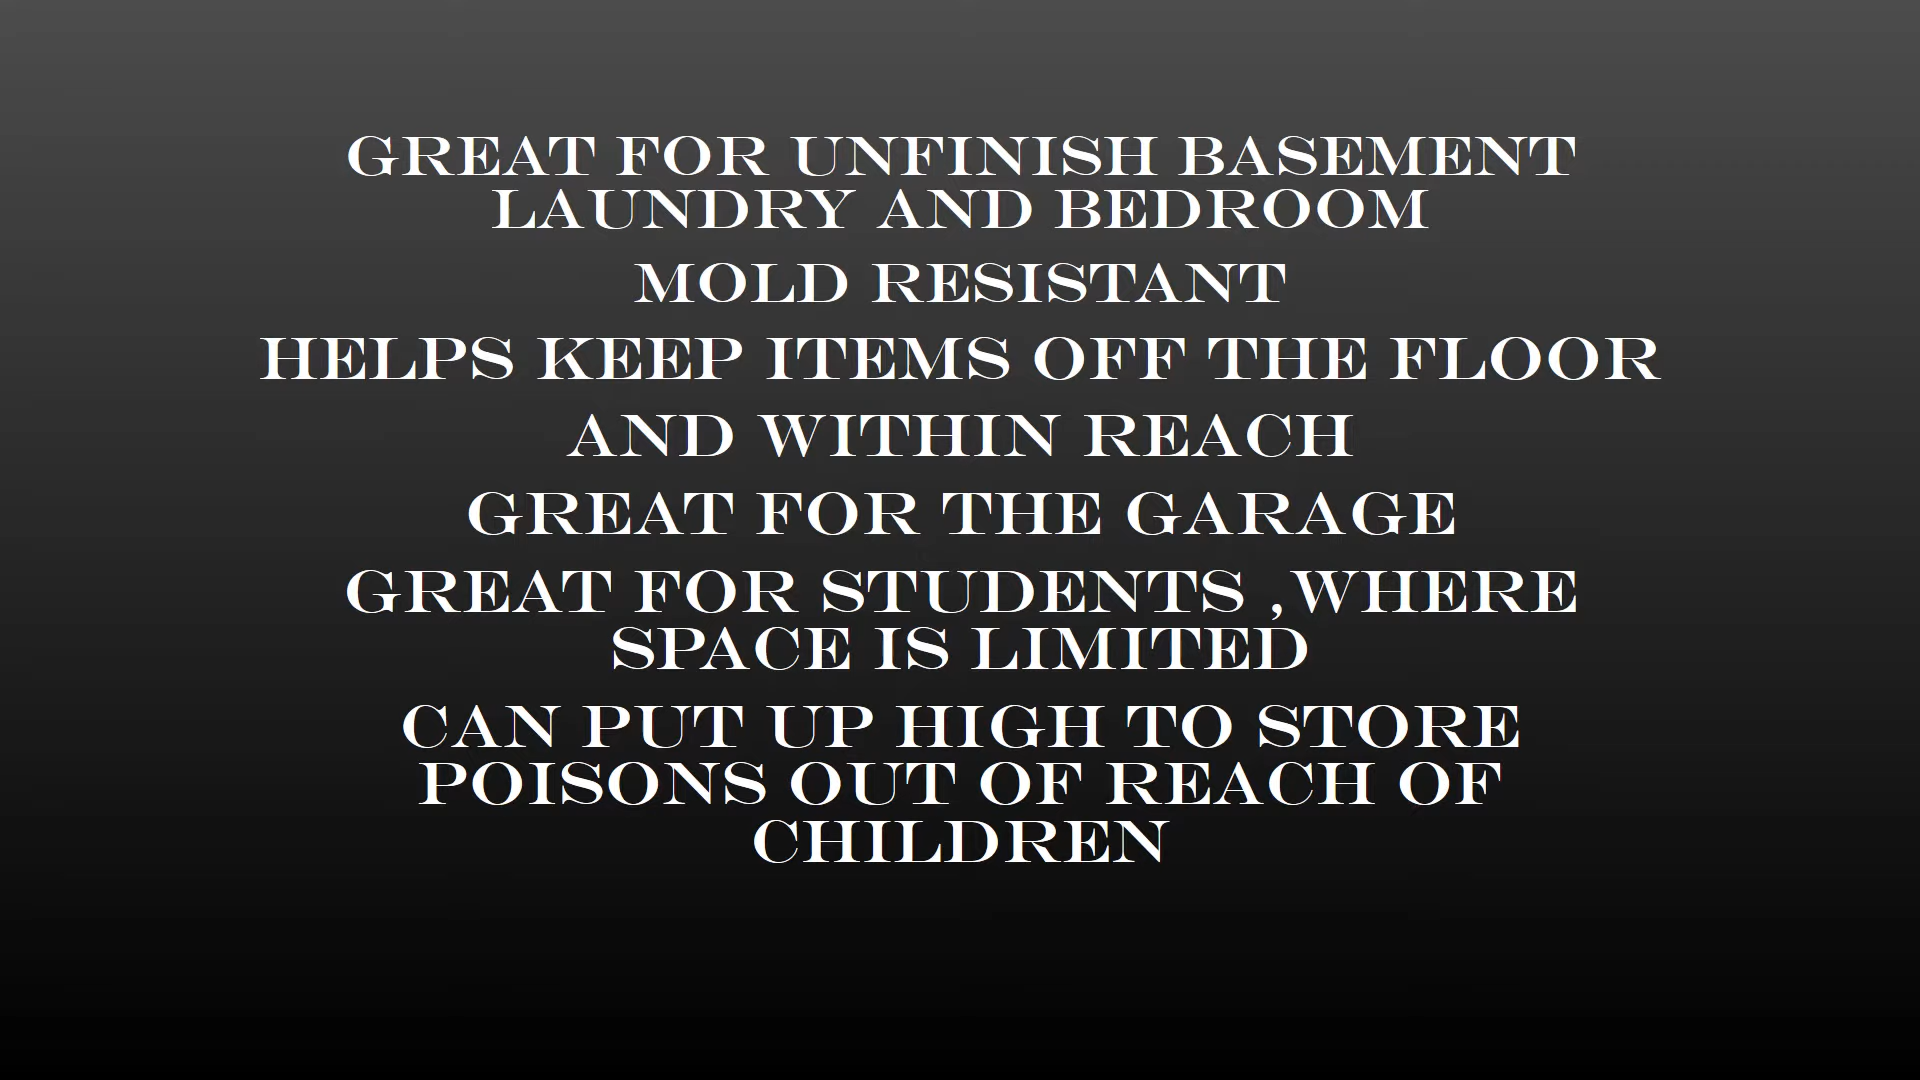 GREAT FOR UNFINISH BASEMENT
LAUNDRY AND BEDROOM
MOLD RESISTANT
HELPS KEEP ITEMS OFF THE FLOOR
AND WITHIN REACH
GREAT FOR THE GARAGE
GREAT FOR STUDENTS ,WHERE
SPACE IS LIMITED
CAN PUT UP HIGH TO STORE
POISONS OUT OF REACH OF
CHILDREN